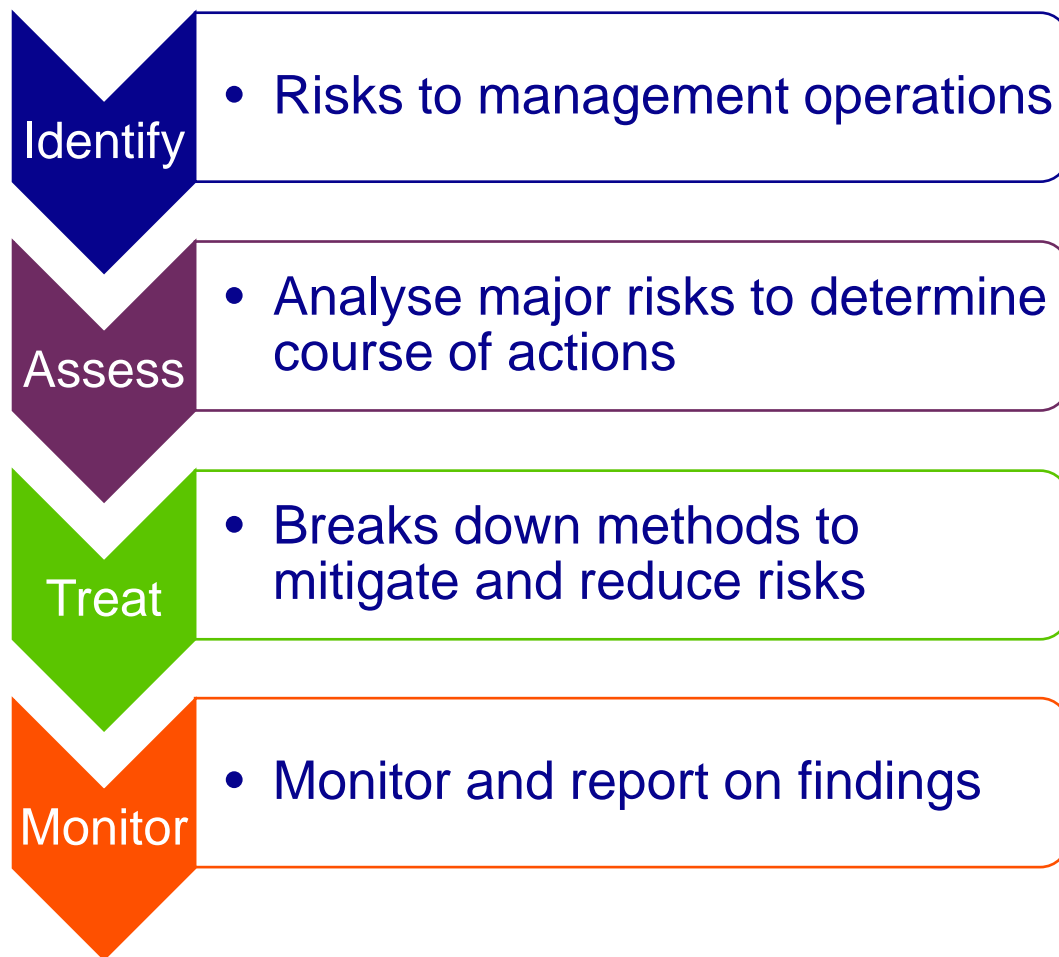 Identify
• Risks to management operations
Assess
• Analyse major risks to determine
course of actions
Treat
• Breaks down methods to
mitigate and reduce risks
Monitor
• Monitor and report on findings